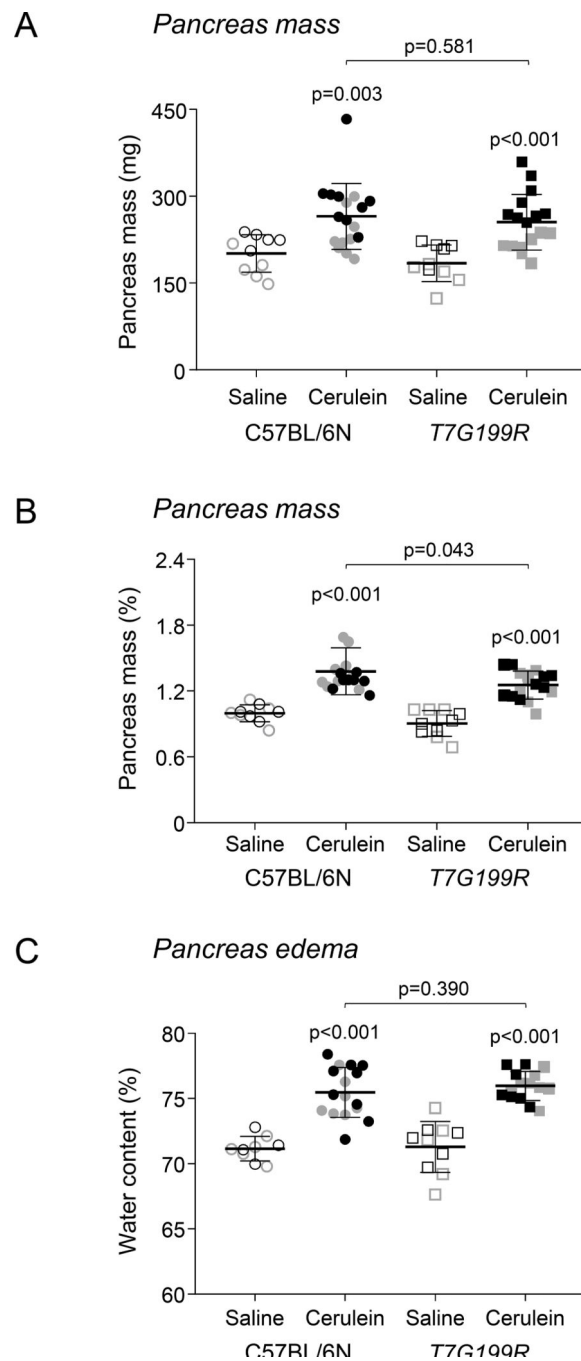 A
Pancreas mass
p=0.581
p=0.003
p<0.001
Pancreas mass (mg)
450
300
150
0
Saline Cerulein Saline Cerulein
C57BL/6N T7G199R
B
Pancreas mass
p=0.043
p<0.001
p<0.001
Pancreas mass (%)
2.4
1.8
1.2
0.6
0
Saline Cerulein Saline Cerulein
C57BL/6N T7G199R
C
Pancreas edema
p=0.390
p<0.001 p<0.001
Water content (%)
80
75
70
65
60
Saline Cerulein Saline Cerulein
C57BL/6N T7G199R